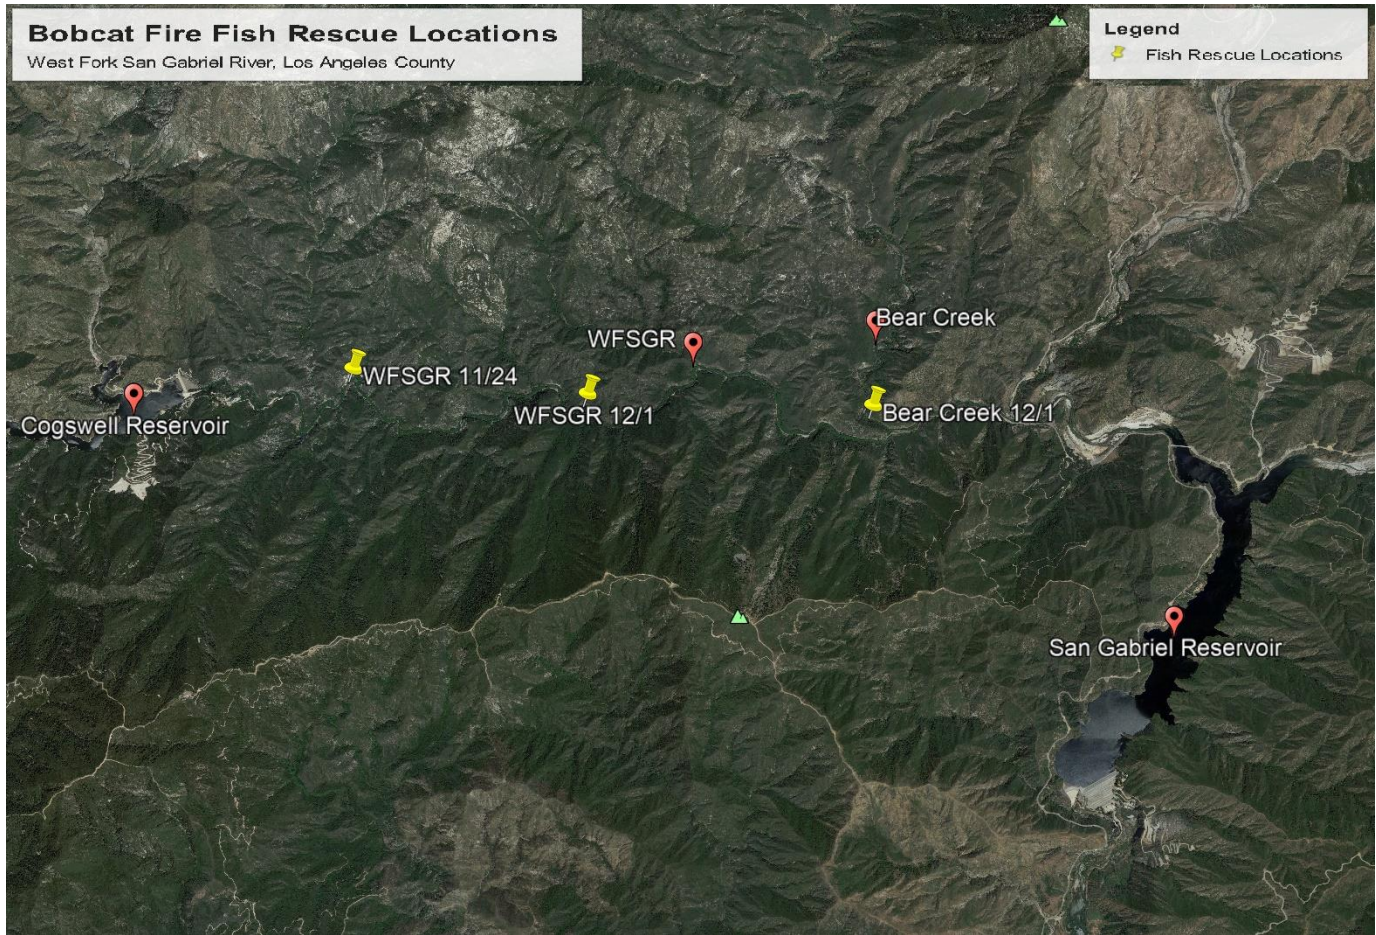 Bobcat Fire Fish Rescue Locations
West Fork San Gabriel River, Los Angeles County
Legend
Fish Rescue Locations
Bear Creek
WFSGR
WFSGR 11/24
Cogswell Reservoir
WFSGR 12/1
Bear Creek 12/1
San Gabriel Reservoir